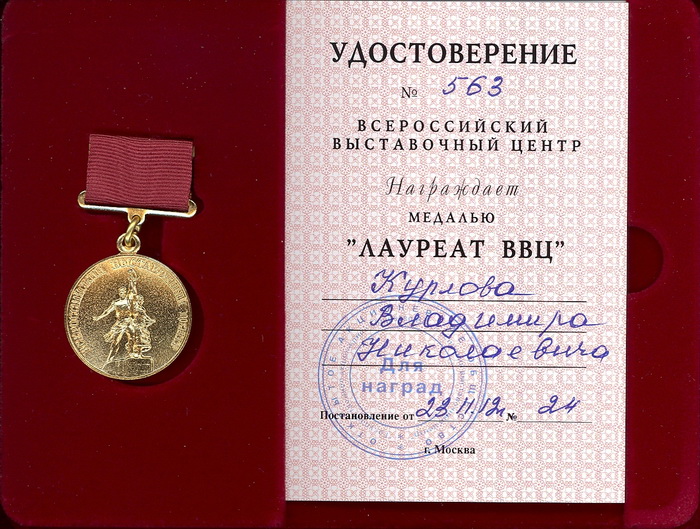 УДОСТОВЕРЕНИЕ
№ 563
ВСЕРОССИЙСКИЙ
ВЫСТАВОЧНЫЙ ЦЕНТР
Награждает
МЕДАЛЬЮ
"ЛАУРЕАТ ВВЦ"
Курлова
Владимира
Николаевича
Для
наград
Постановление от 23.11.12г № 24
г. Москва